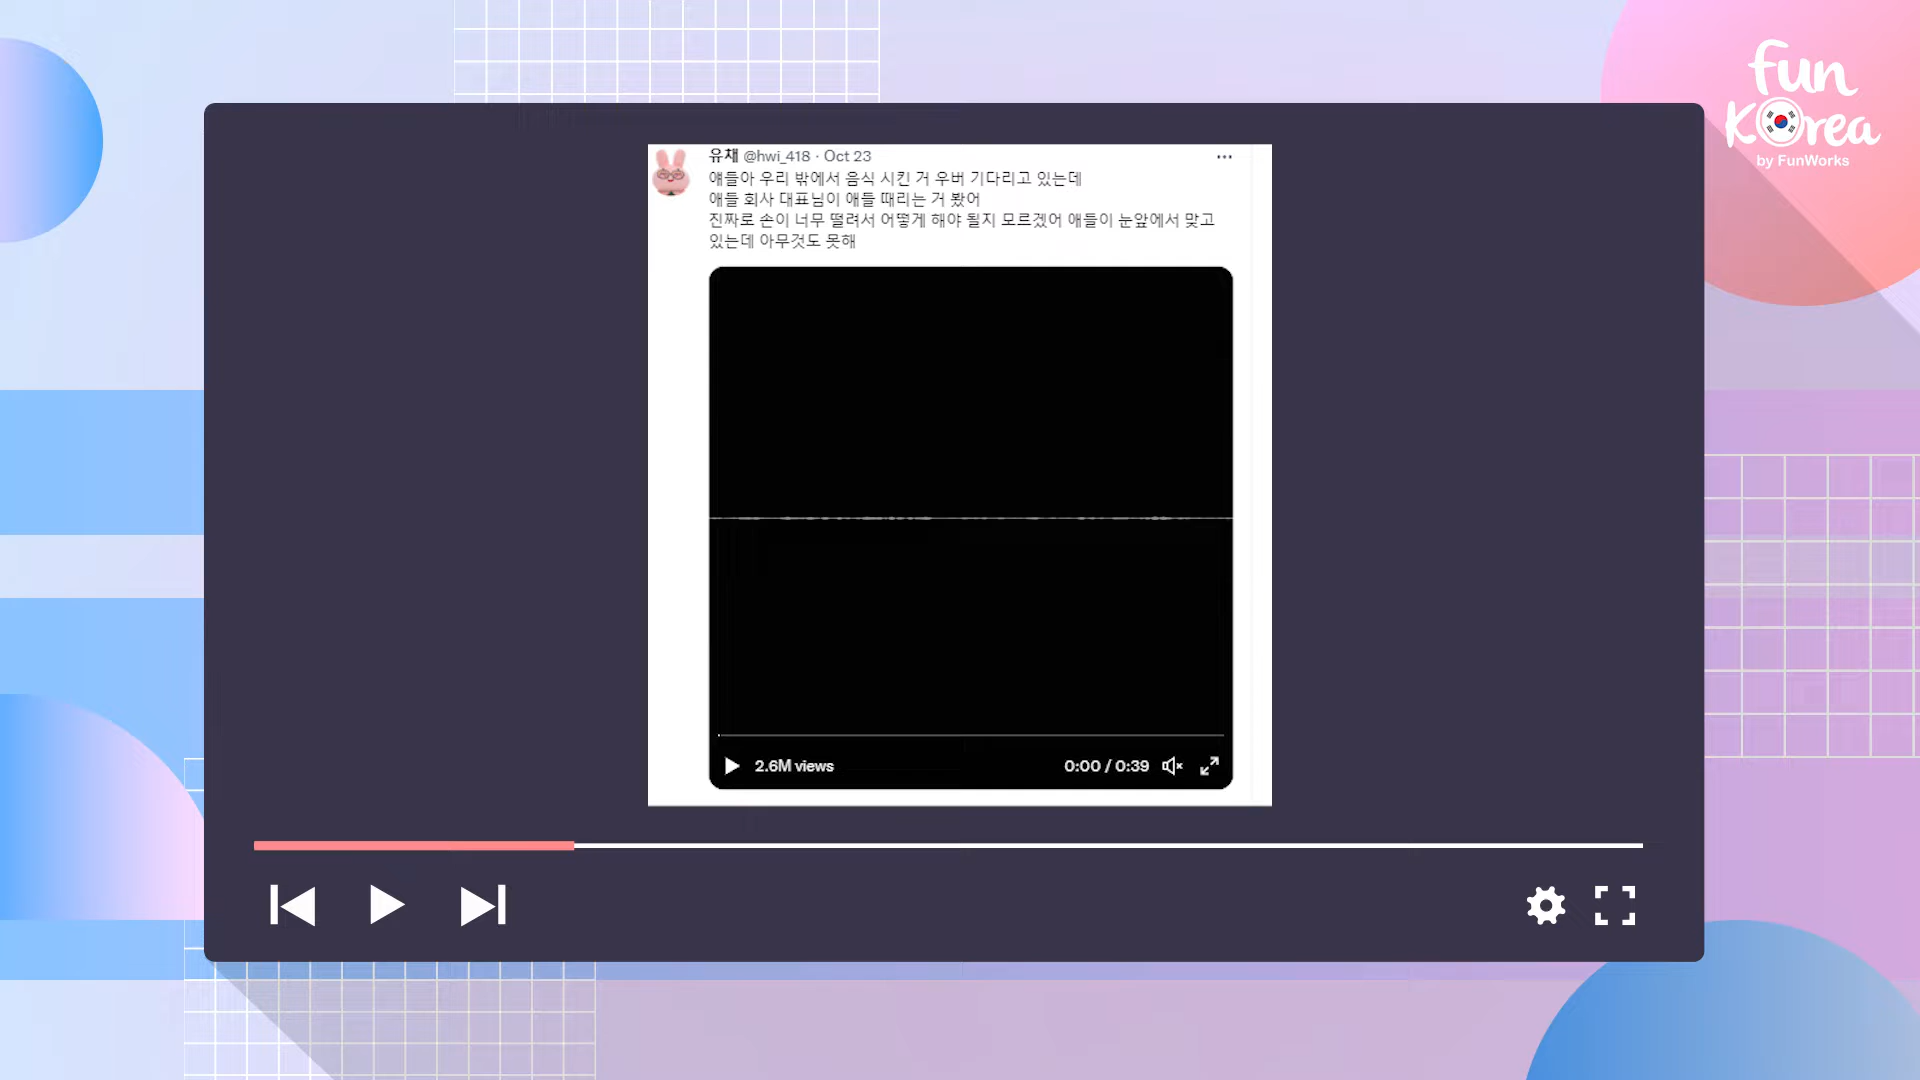 fun
Korea
by FunWorks
유채 @hwi_418 · Oct 23
얘들아 우리 밖에서 음식 시킨 거 우버 기다리고 있는데
애들 회사 대표님이 애들 때리는 거 봤어
진짜로 손이 너무 떨려서 어떻게 해야 될지 모르겠어 애들이 눈앞에서 맞고
있는데 아무것도 못해
2.6M views
0:00 / 0:39